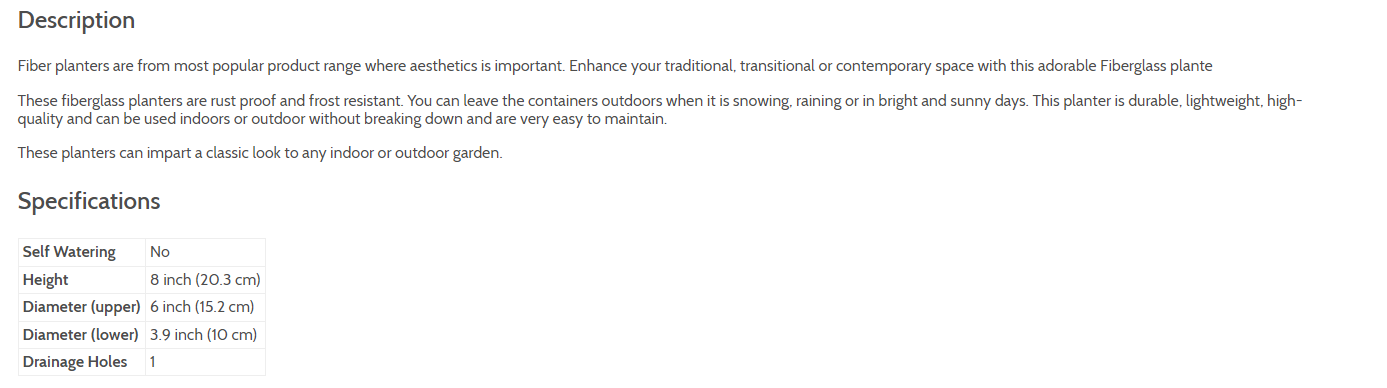 Description
Fiber planters are from most popular product range where aesthetics is important. Enhance your traditional, transitional or contemporary space with this adorable Fiberglass plante
These fiberglass planters are rust proof and frost resistant. You can leave the containers outdoors when it is snowing, raining or in bright and sunny days. This planter is durable, lightweight, high-
quality and can be used indoors or outdoor without breaking down and are very easy to maintain.
These planters can impart a classic look to any indoor or outdoor garden.
Specifications
Self Watering No
Height 8 inch (20.3 cm)
Diameter (upper) 6 inch (15.2 cm)
Diameter (lower) 3.9 inch (10 cm)
Drainage Holes 1